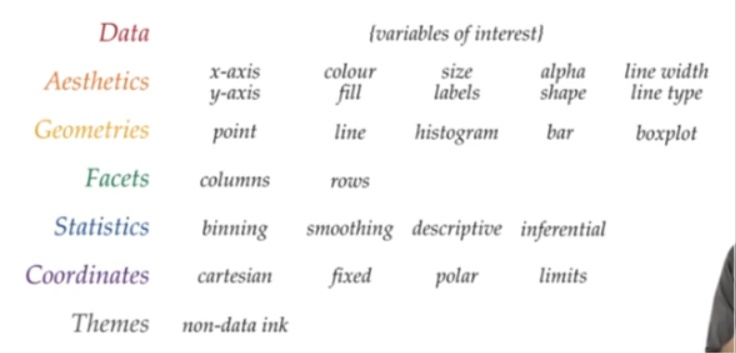 Data {variables of interest}
Aesthetics x-axis colour size alpha line width
y-axis fill labels shape line type
Geometries point line histogram bar boxplot
Facets columns rows
Statistics binning smoothing descriptive inferential
Coordinates cartesian fixed polar limits
Themes non-data ink